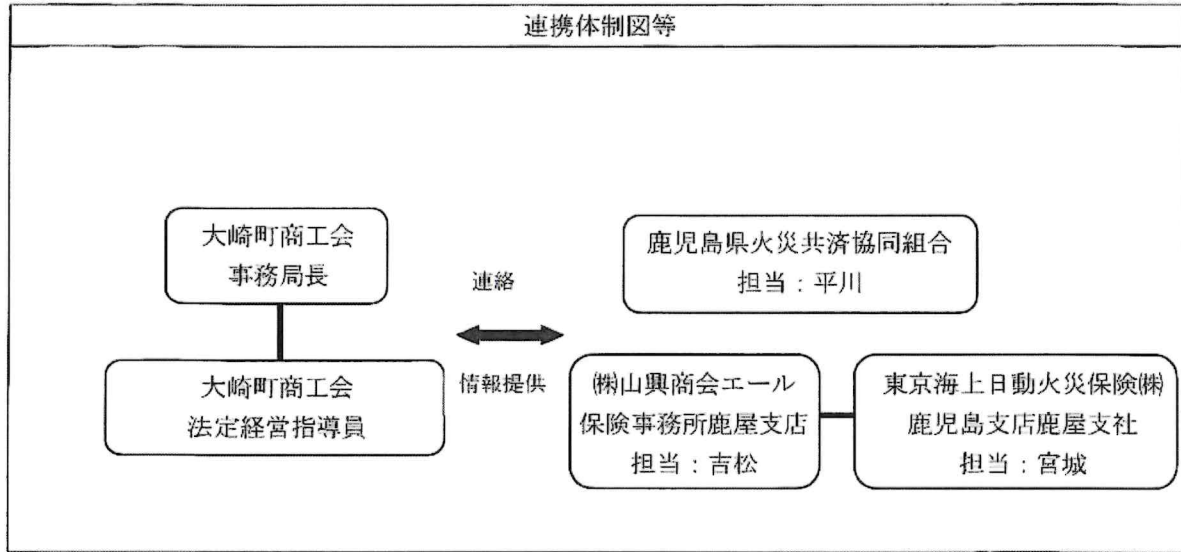 連携体制図等
大崎町商工会
事務局長
大崎町商工会
法定経営指導員
連絡
情報提供
鹿児島県火災共済協同組合
担当：平川
㈱山興商会エール
保険事務所鹿屋支店
担当：吉松
東京海上日動火災保険㈱
鹿児島支店鹿屋支社
担当：宮城